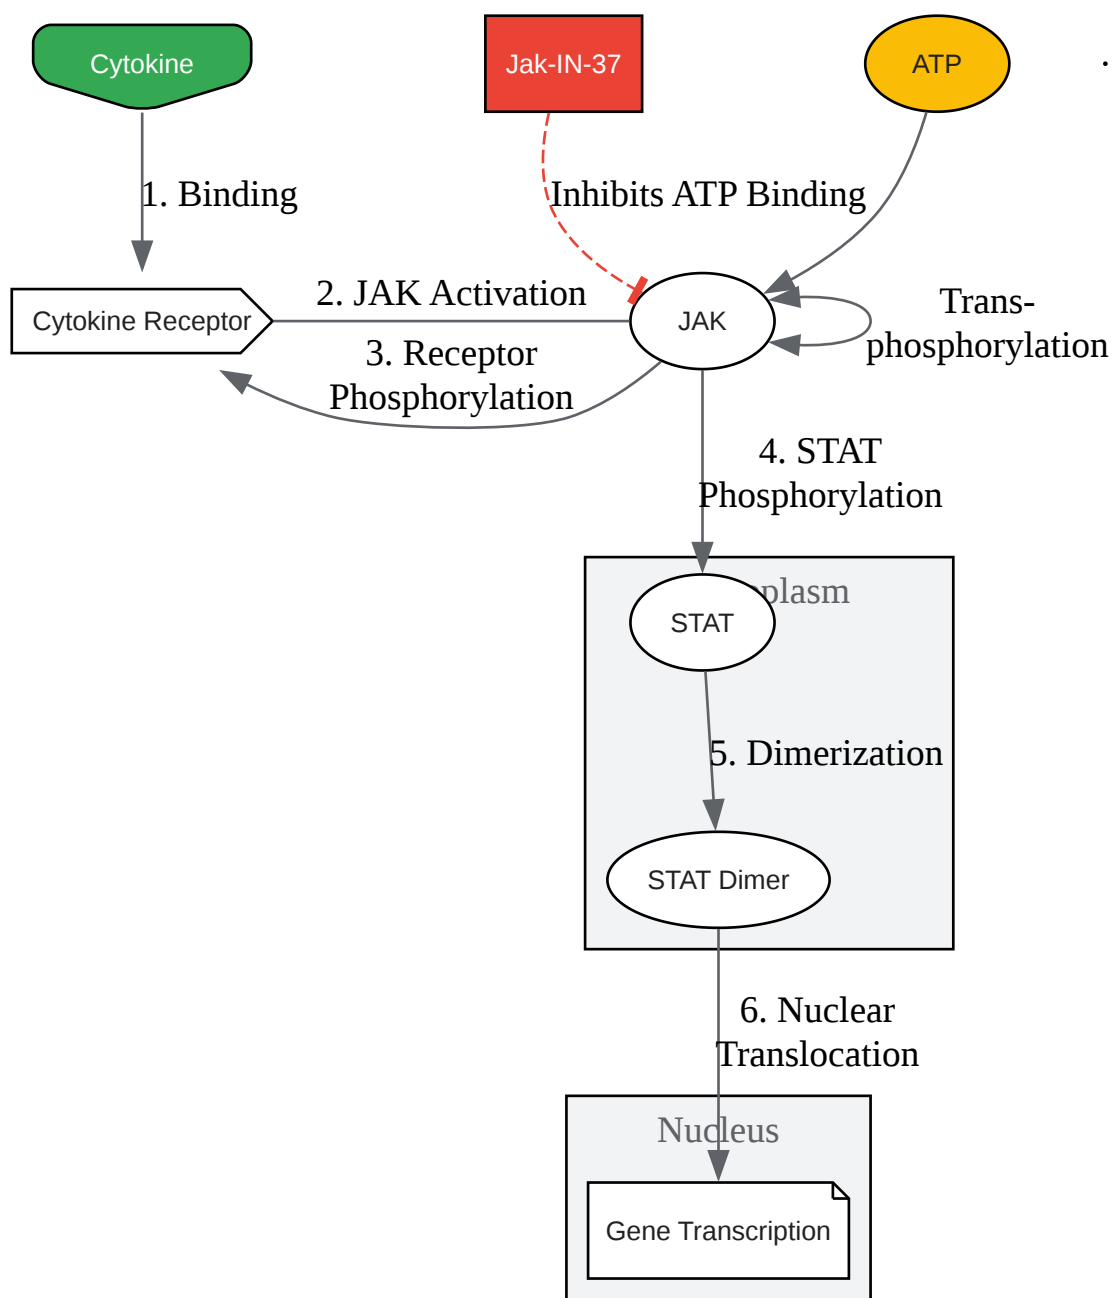 Cytokine
Jak-IN-37
ATP
.
1. Binding
Inhibits ATP Binding
2. JAK Activation
Cytokine Receptor
JAK
Trans-
phosphorylation
3. Receptor
Phosphorylation
4. STAT
Phosphorylation
plasm
STAT
5. Dimerization
STAT Dimer
6. Nuclear
Translocation
Nucleus
Gene Transcription